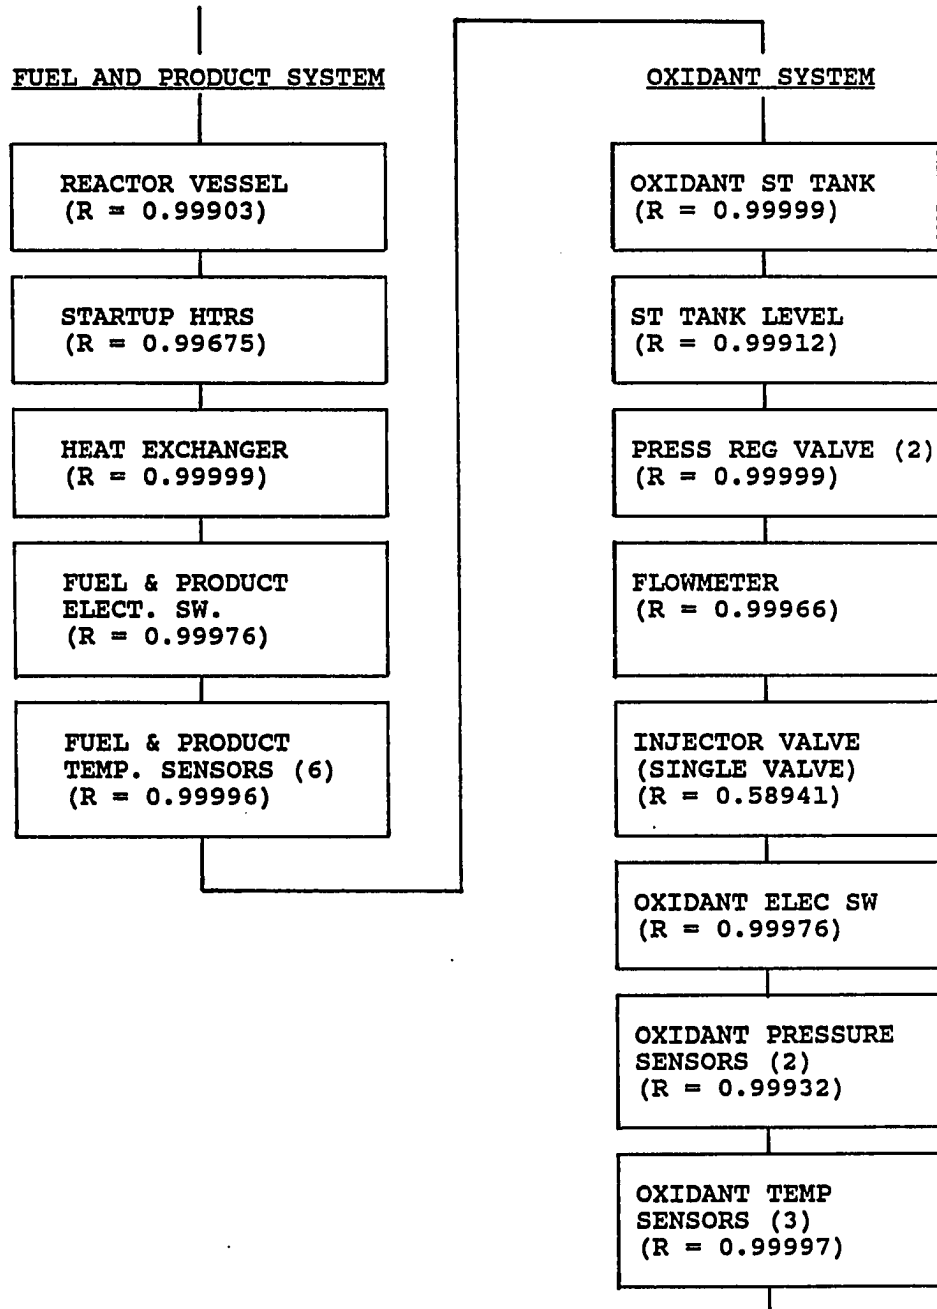 FUEL AND PRODUCT SYSTEM
REACTOR VESSEL
(R = 0.99903)
STARTUP HTRS
(R = 0.99675)
HEAT EXCHANGER
(R = 0.99999)
FUEL & PRODUCT
ELECT. SW.
(R = 0.99976)
FUEL & PRODUCT
TEMP. SENSORS (6)
(R = 0.99996)
OXIDANT SYSTEM
OXIDANT ST TANK
(R = 0.99999)
ST TANK LEVEL
(R = 0.99912)
PRESS REG VALVE (2)
(R = 0.99999)
FLOWMETER
(R = 0.99966)
INJECTOR VALVE
(SINGLE VALVE)
(R = 0.58941)
OXIDANT ELEC SW
(R = 0.99976)
OXIDANT PRESSURE
SENSORS (2)
(R = 0.99932)
OXIDANT TEMP
SENSORS (3)
(R = 0.99997)